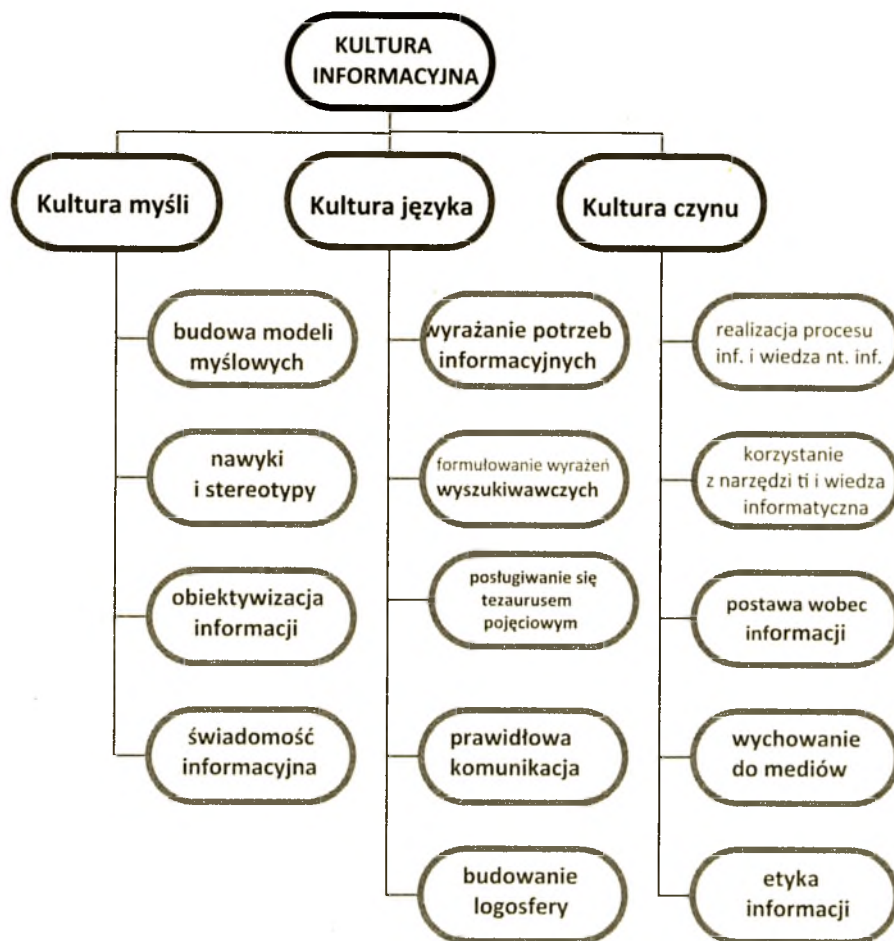 KULTURA
INFORMACYJNA
Kultura myśli
Kultura języka
Kultura czynu
budowa modeli
myślowych
nawyki
i stereotypy
obiektywizacja
informacji
świadomość
informacyjna
wyrażanie potrzeb
informacyjnych
formułowanie wyrażeń
wyszukiwawczych
posługiwanie się
tezaurusem
pojęciowym
prawidłowa
komunikacja
budowanie
logosfery
realizacja procesu
inf. i wiedza nt. inf.
korzystanie
z narzędzi ti i wiedza
informatyczna
postawa wobec
informacji
wychowanie
do mediów
etyka
informacji